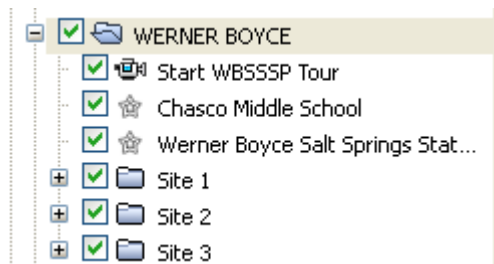 WERNER BOYCE
Start WBSSSP Tour
Chasco Middle School
Werner Boyce Salt Springs Stat...
Site 1
Site 2
Site 3